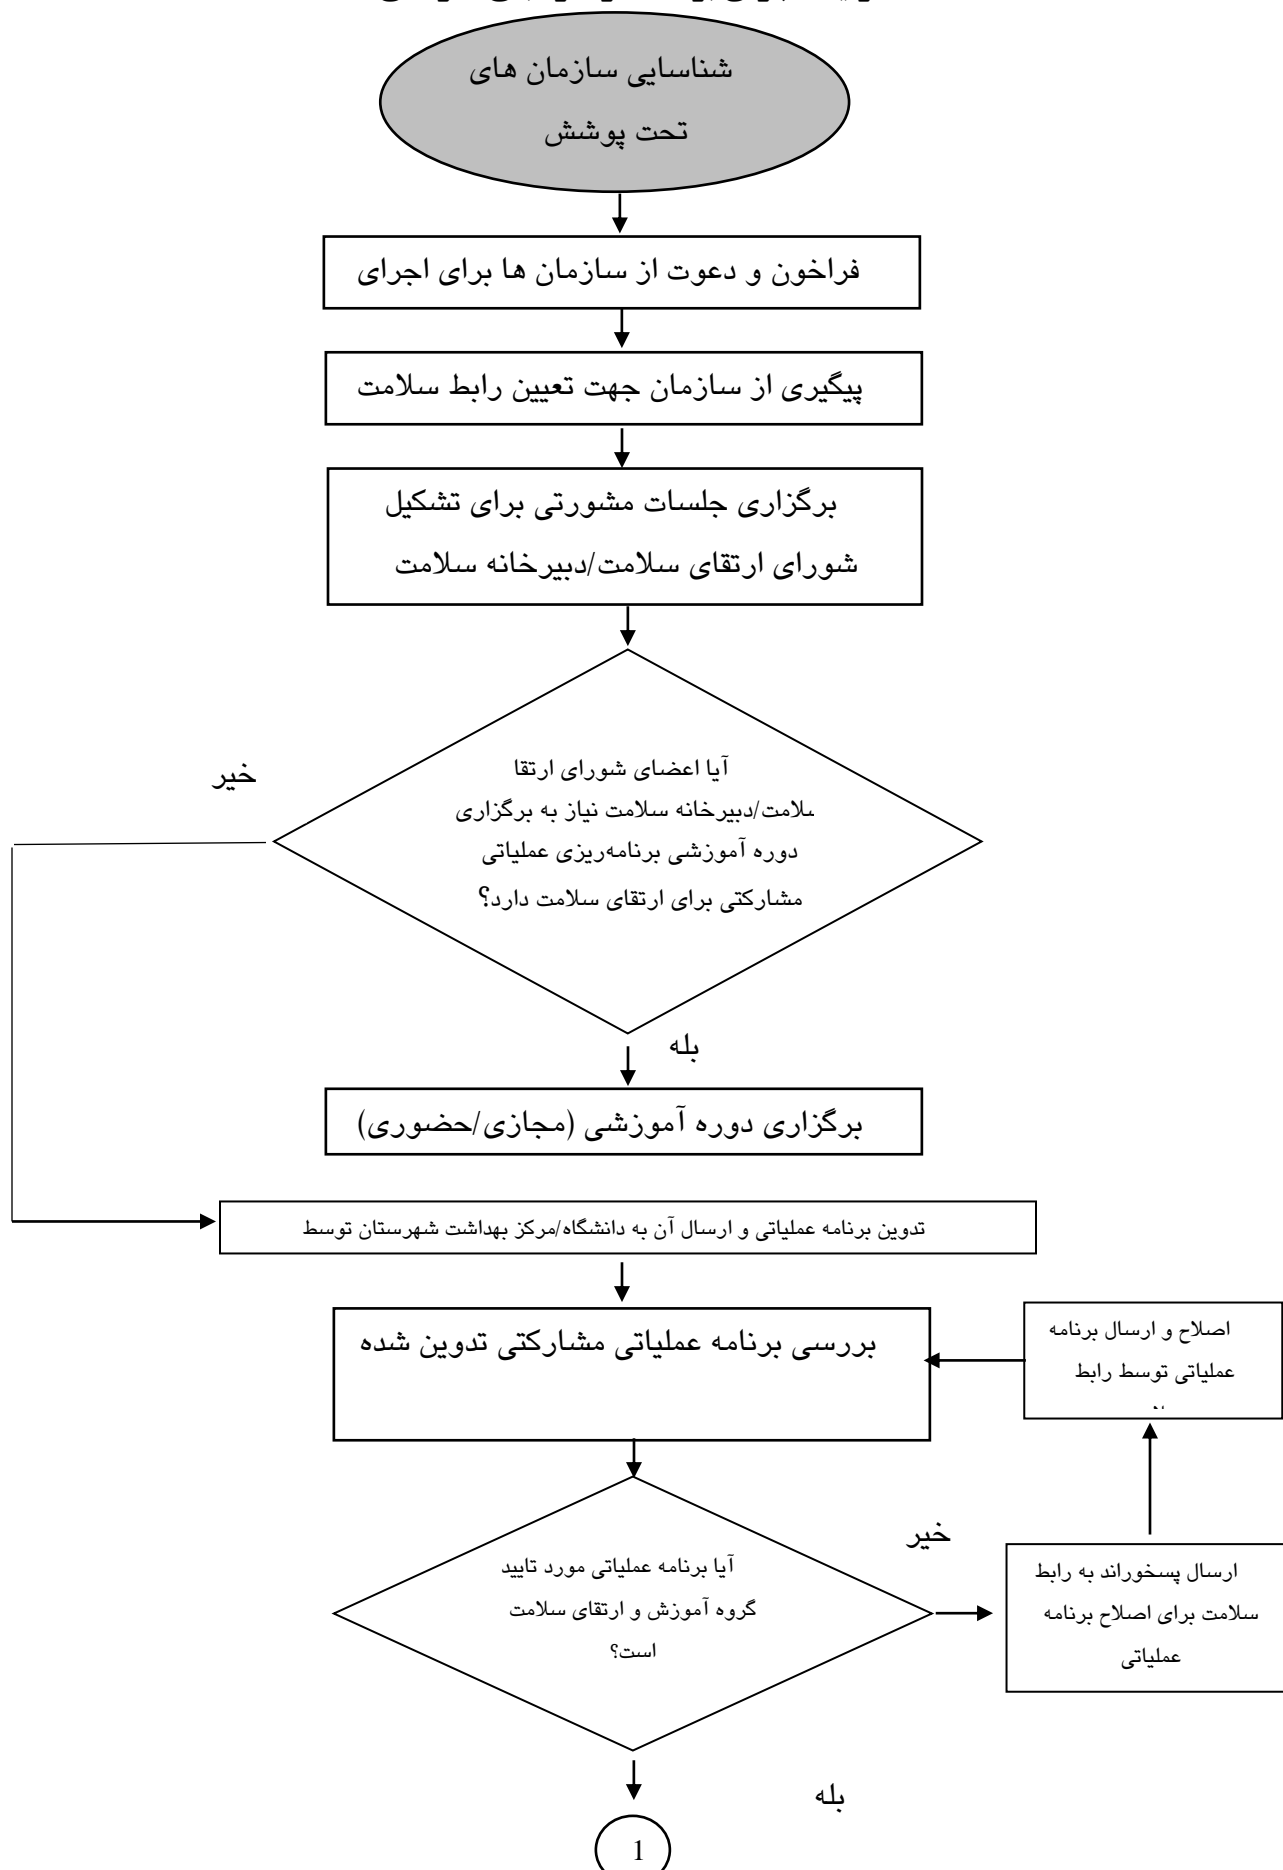 شناسایی سازمان های
تحت پوشش
فراخون و دعوت از سازمان ها برای اجرای
پیگیری از سازمان جهت تعیین رابط سلامت
برگزاری جلسات مشورتی برای تشکیل
شورای ارتقای سلامت/دبیرخانه سلامت
آیا اعضای شورای ارتقا
سلامت/دبیرخانه سلامت نیاز به برگزاری
دوره آموزشی برنامه‌ریزی عملیاتی
مشارکتی برای ارتقای سلامت دارد؟
خیر
بله
برگزاری دوره آموزشی (مجازی/حضوری)
تدوین برنامه عملیاتی و ارسال آن به دانشگاه/مرکز بهداشت شهرستان توسط
بررسی برنامه عملیاتی مشارکتی تدوین شده
اصلاح و ارسال برنامه
عملیاتی توسط رابط
آیا برنامه عملیاتی مورد تایید
گروه آموزش و ارتقای سلامت
است؟
خیر
ارسال پسخوراند به رابط
سلامت برای اصلاح برنامه
عملیاتی
بله
1